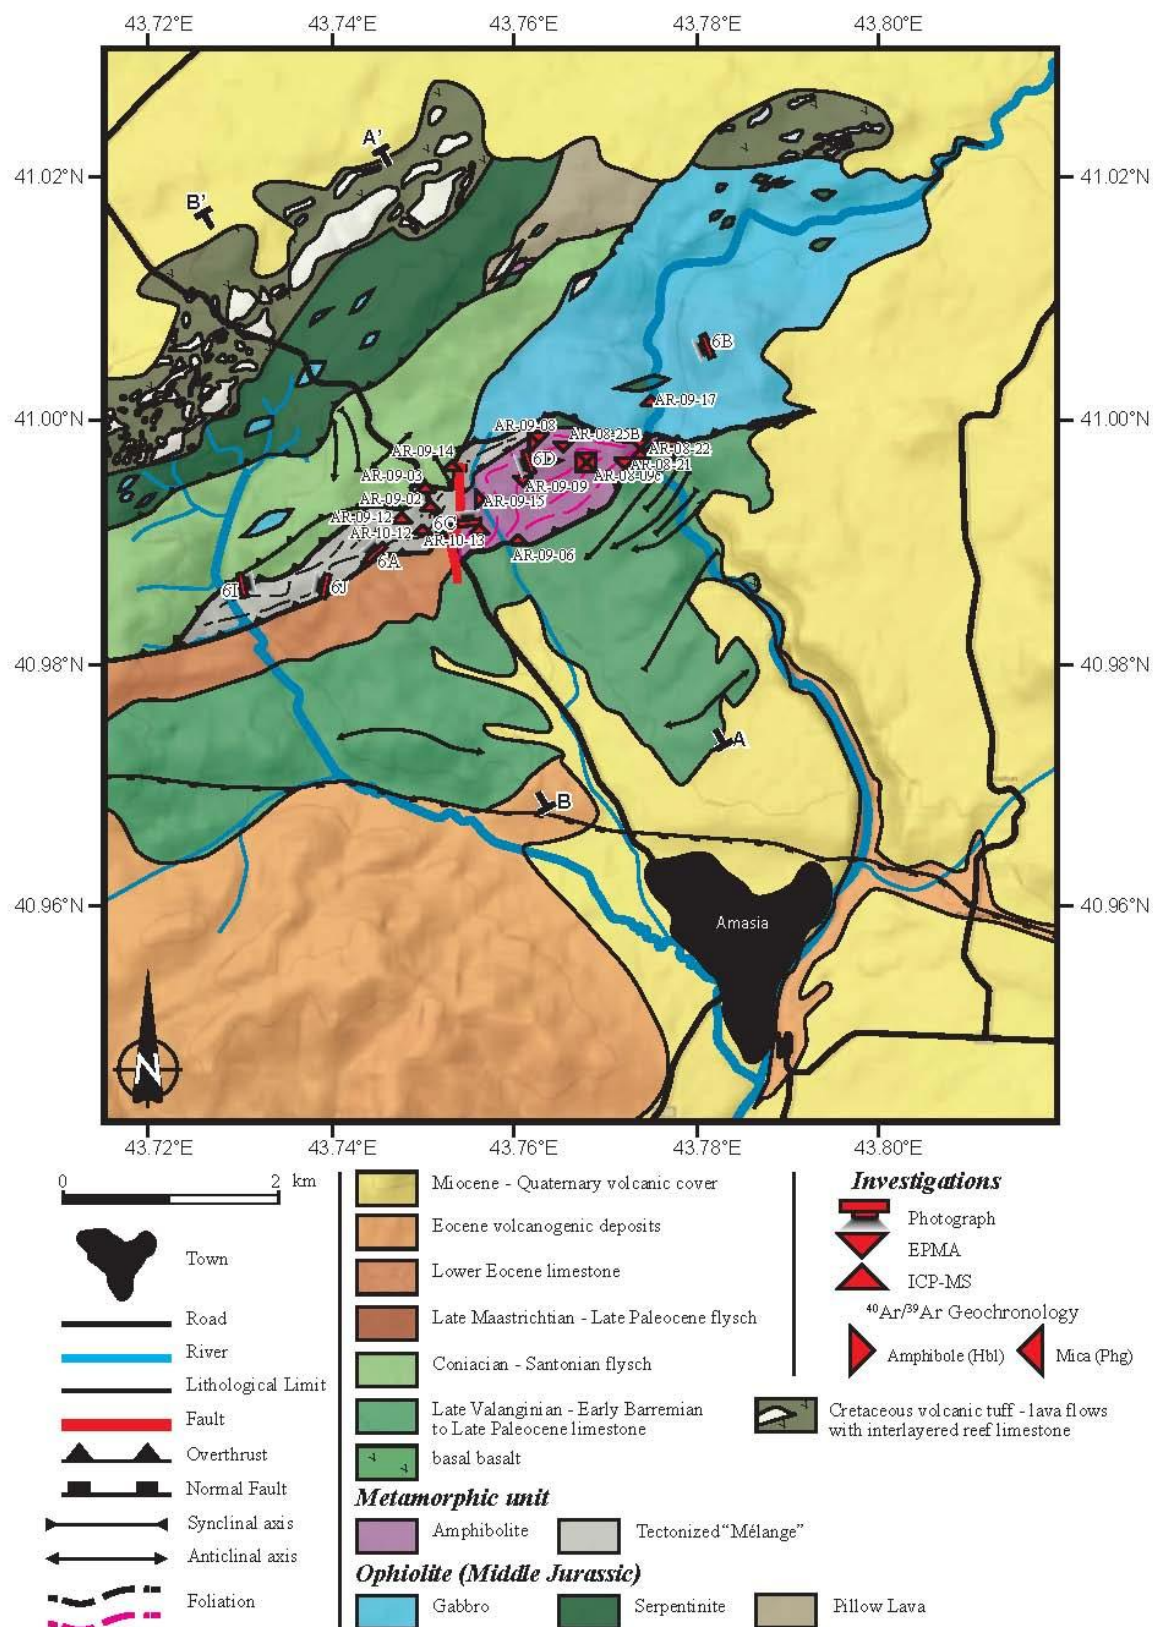 43.72°E 43.74°E 43.76°E 43.78°E 43.80°E
A'
41.02°N 41.02°N
B'
6B
AR-09-17
41.00°N 41.00°N
AR-09-08
AR-08-25B
AR-09-14 6D AR-08-22
AR-08-21
AR-09-03 AR-08-09c
AR-09-09
AR-09-02 AR-09-15
AR-09-12 6C
AR-10-12 AR-10-13
6A AR-09-06
6I 6J
40.98°N 40.98°N
A
B
40.96°N 40.96°N
Amasia
N
43.72°E 43.74°E 43.76°E 43.78°E 43.80°E
0 2 km
Town
Road
River
Lithological Limit
Fault
Overthrust
Normal Fault
Synclinal axis
Anticlinal axis
Foliation
Miocene - Quaternary volcanic cover
Eocene volcanogenic deposits
Lower Eocene limestone
Late Maastrichtian - Late Paleocene flysch
Coniacian - Santonian flysch
Late Valanginian - Early Barremian
to Late Paleocene limestone
basal basalt
Metamorphic unit
Amphibolite Tectonized "Mélange"
Ophiolite (Middle Jurassic)
Gabbro Serpentinite Pillow Lava
Investigations
Photograph
EPMA
ICP-MS
⁴⁰Ar/³⁹Ar Geochronology
Amphibole (Hbl) Mica (Phg)
Cretaceous volcanic tuff - lava flows
with interlayered reef limestone